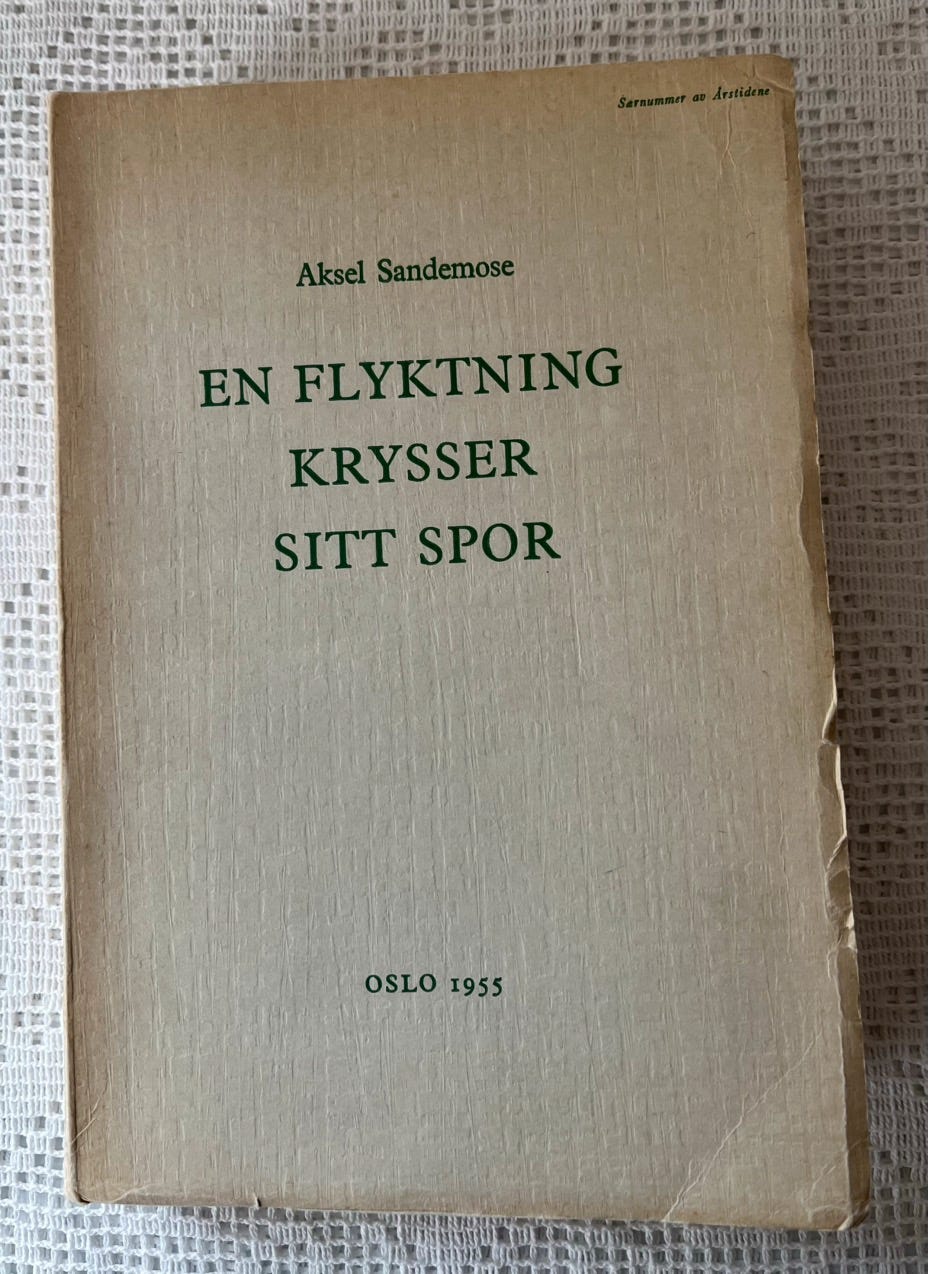 Særnummer av Årstidene
Aksel Sandemose
EN FLYKTNING
KRYSSER
SITT SPOR
OSLO 1955